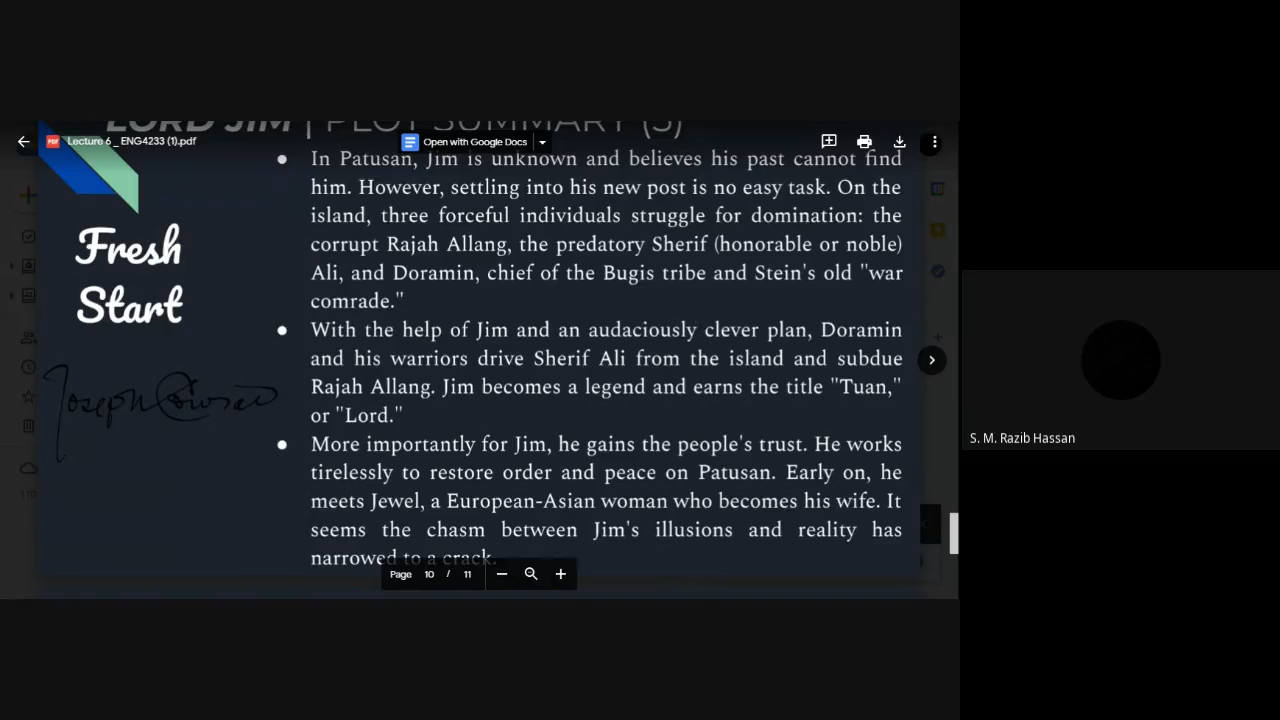 LORD JIM | PLOT SUMMARY (5)
Lecture 6 _ ENG4233 (1).pdf
Open with Google Docs
Fresh
Start
Joseph Conrad
● In Patusan, Jim is unknown and believes his past cannot find
him. However, settling into his new post is no easy task. On the
island, three forceful individuals struggle for domination: the
corrupt Rajah Allang, the predatory Sherif (honorable or noble)
Ali, and Doramin, chief of the Bugis tribe and Stein's old "war
comrade."
● With the help of Jim and an audaciously clever plan, Doramin
and his warriors drive Sherif Ali from the island and subdue
Rajah Allang. Jim becomes a legend and earns the title "Tuan,"
or "Lord."
● More importantly for Jim, he gains the people's trust. He works
tirelessly to restore order and peace on Patusan. Early on, he
meets Jewel, a European-Asian woman who becomes his wife. It
seems the chasm between Jim's illusions and reality has
narrowed to a crack.
Page 10 / 11
S. M. Razib Hassan